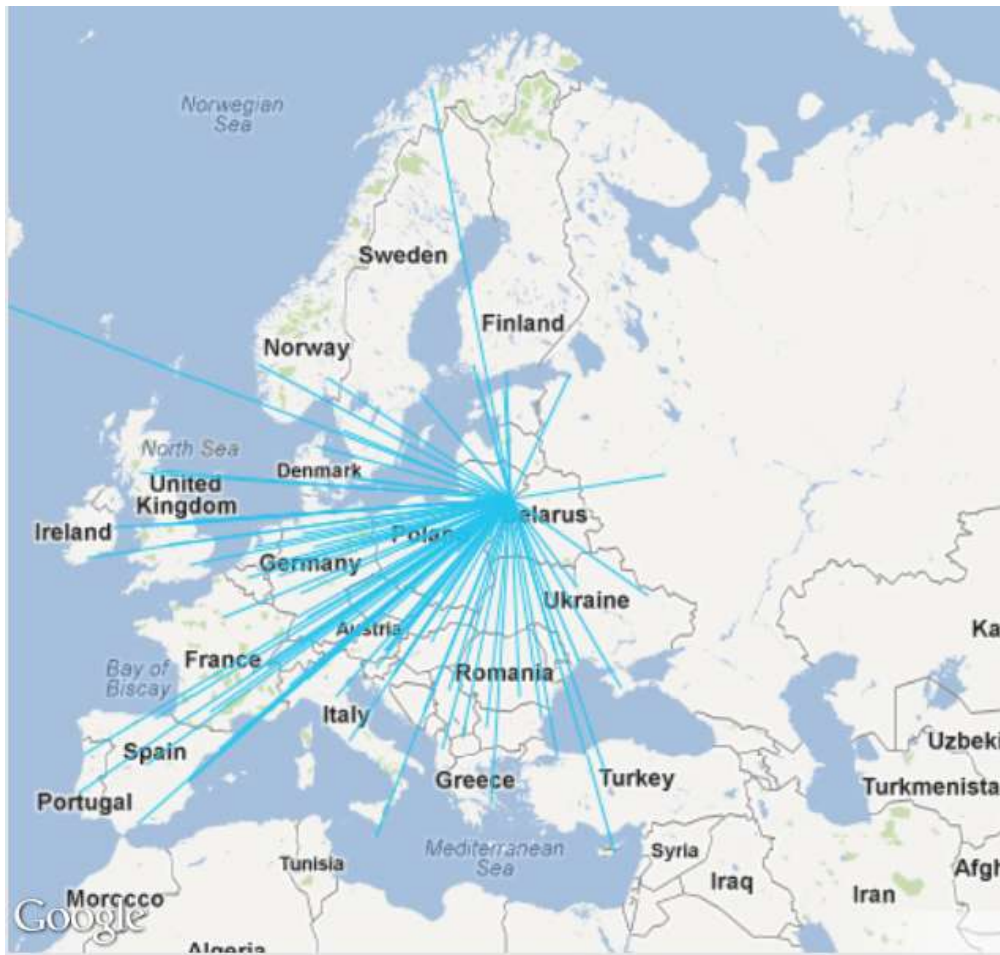 Norwegian
Sea
Sweden
Finland
Norway
North Sea
Denmark
United
Kingdom
Ireland
Belarus
Poland
Germany
Ukraine
Austria
Ka
France
Bay of
Biscay
Romania
Italy
Spain
Uzbeki
Greece
Turkey
Turkmenista
Portugal
Mediterranean
Sea
Syria
Tunisia
Afgh
Iraq
Iran
Morocco
Google
Algeria